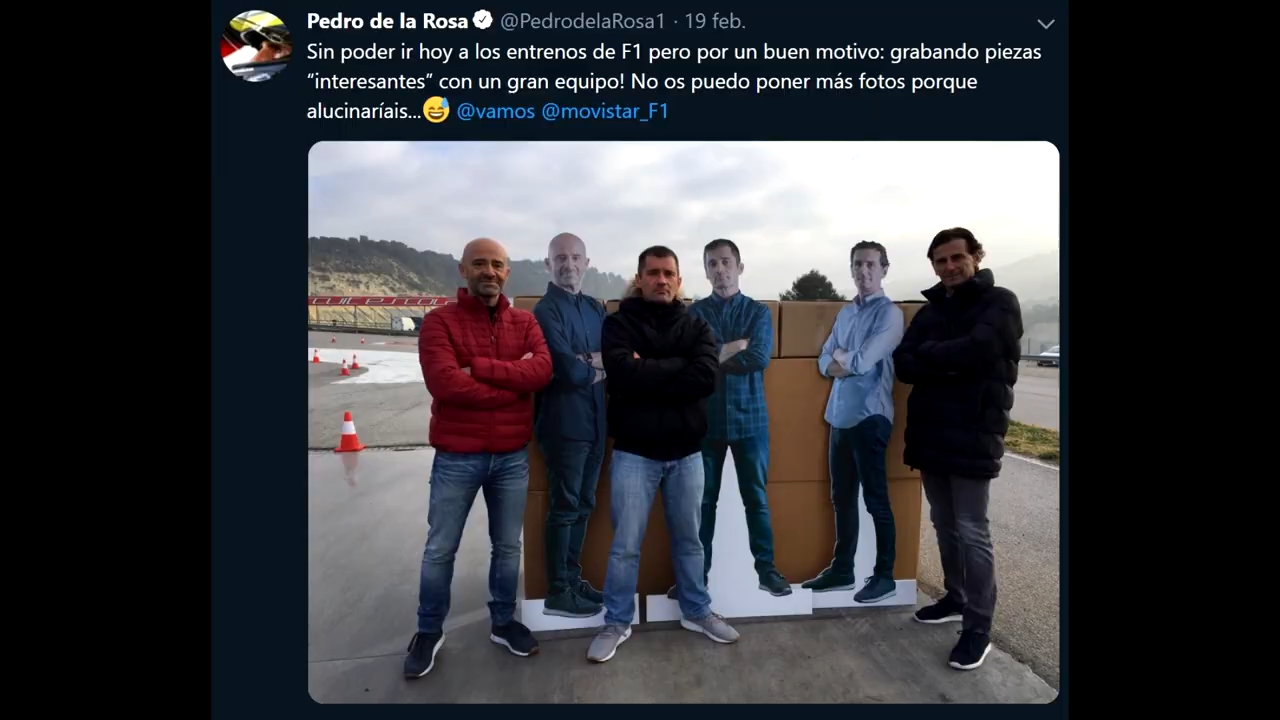 Pedro de la Rosa @PedrodelaRosa1 · 19 feb.
Sin poder ir hoy a los entrenos de F1 pero por un buen motivo: grabando piezas
“interesantes” con un gran equipo! No os puedo poner más fotos porque
alucinaríais...😅 @vamos @movistar_F1